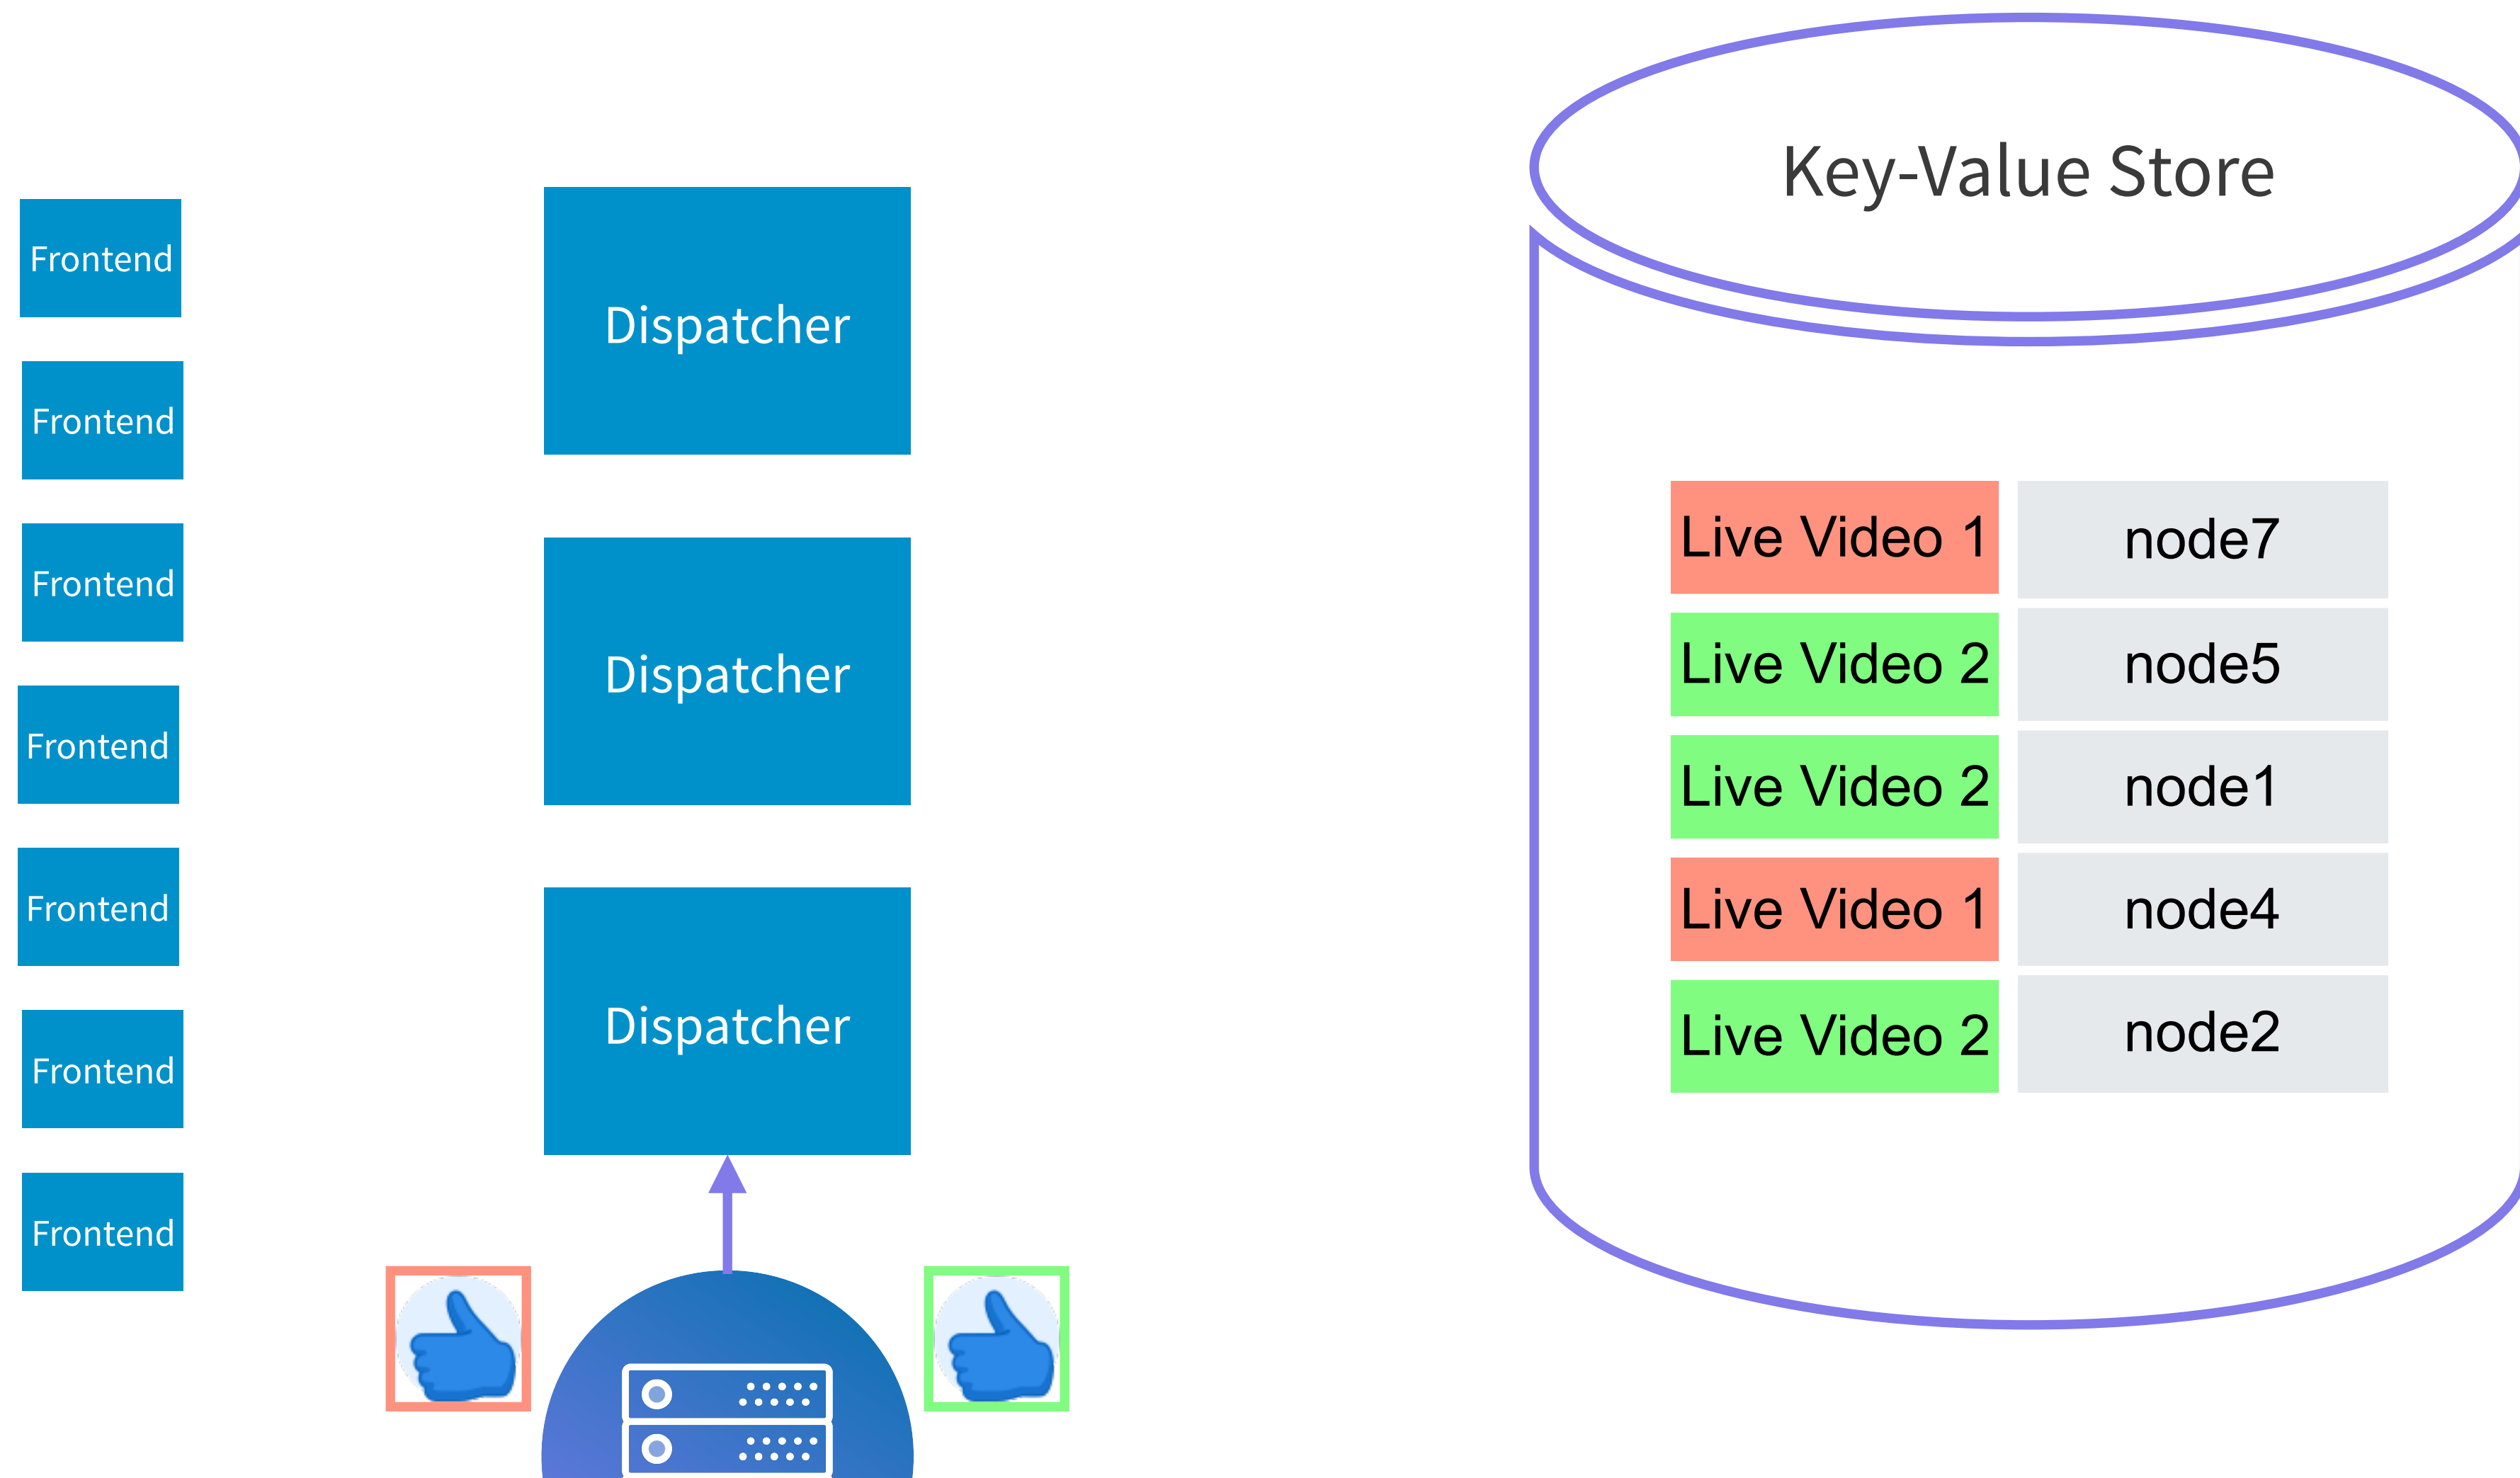 Frontend
Frontend
Frontend
Frontend
Frontend
Frontend
Frontend
Dispatcher
Dispatcher
Dispatcher
Key-Value Store
Live Video 1 node7
Live Video 2 node5
Live Video 2 node1
Live Video 1 node4
Live Video 2 node2